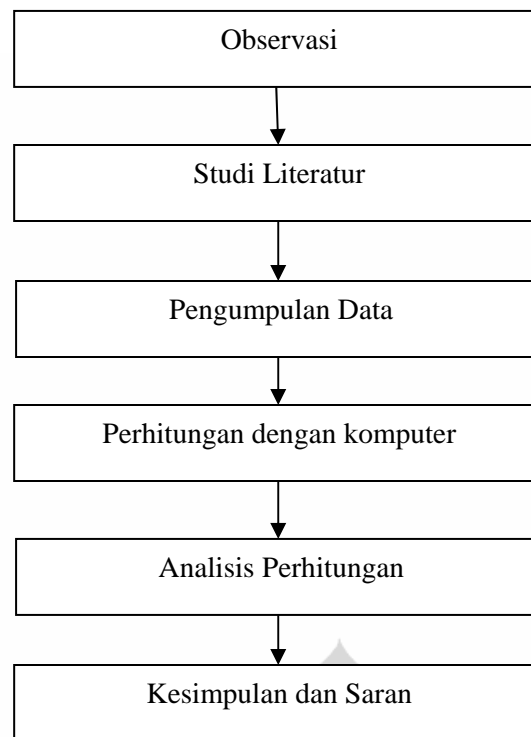 Observasi
Studi Literatur
Pengumpulan Data
Perhitungan dengan komputer
Analisis Perhitungan
Kesimpulan dan Saran